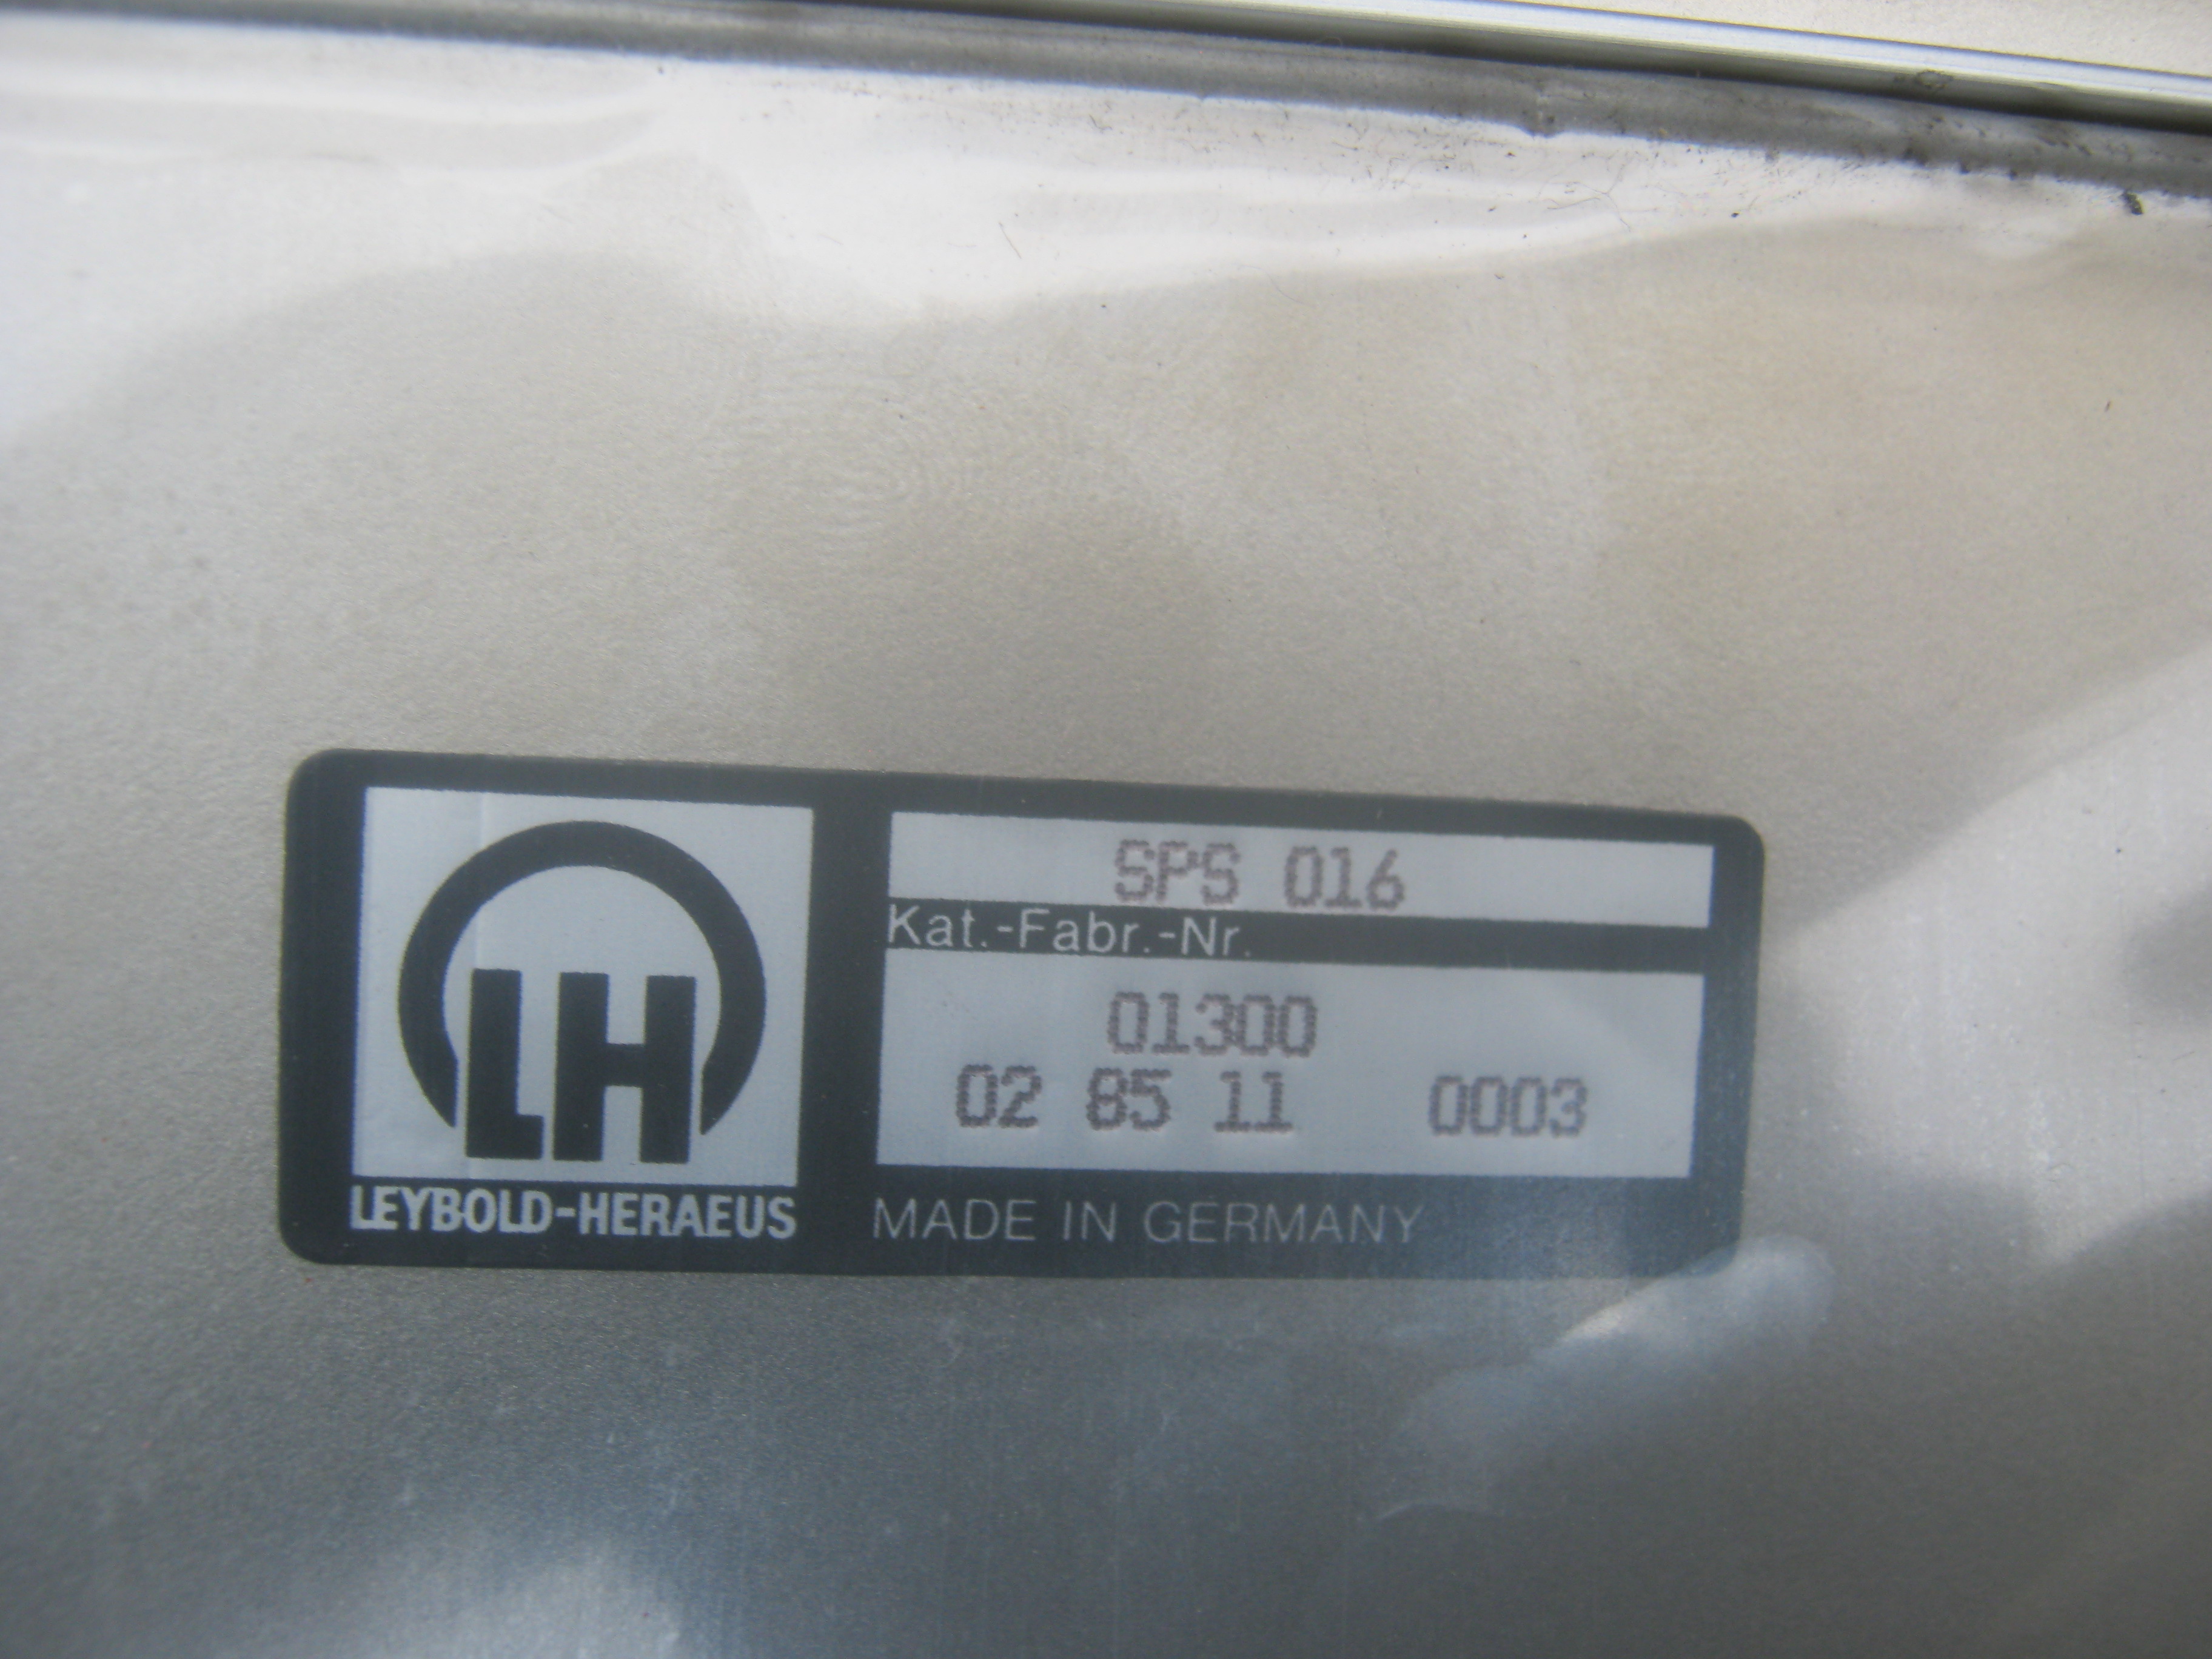 LH
LEYBOLD-HERAEUS
SPS 016
Kat.-Fabr.-Nr.
01300
02 85 11 0003
MADE IN GERMANY